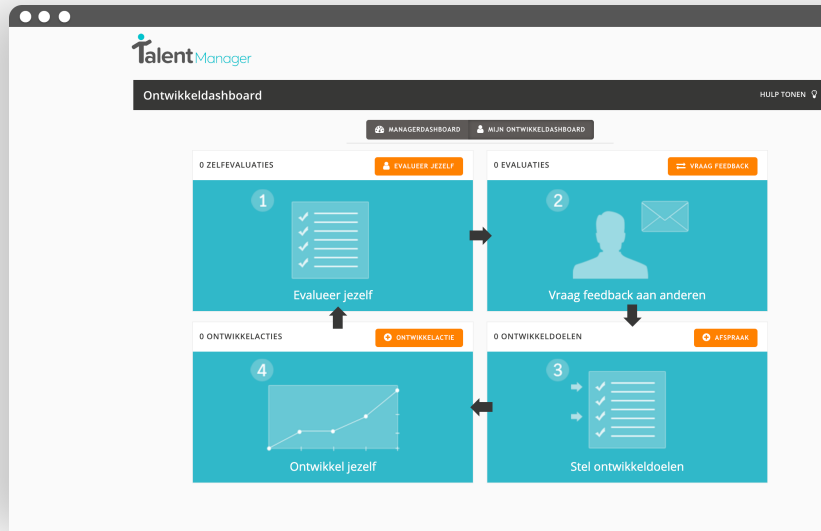 Talent Manager
Ontwikkeldashboard
HULP TONEN
MANAGERDASHBOARD
MIJN ONTWIKKELDASHBOARD
0 ZELFEVALUATIES
EVALUEER JEZELF
0 EVALUATIES
VRAAG FEEDBACK
1
Evalueer jezelf
2
Vraag feedback aan anderen
0 ONTWIKKELACTIES
ONTWIKKELACTIE
0 ONTWIKKELDOELEN
AFSPRAAK
4
Ontwikkel jezelf
3
Stel ontwikkeldoelen